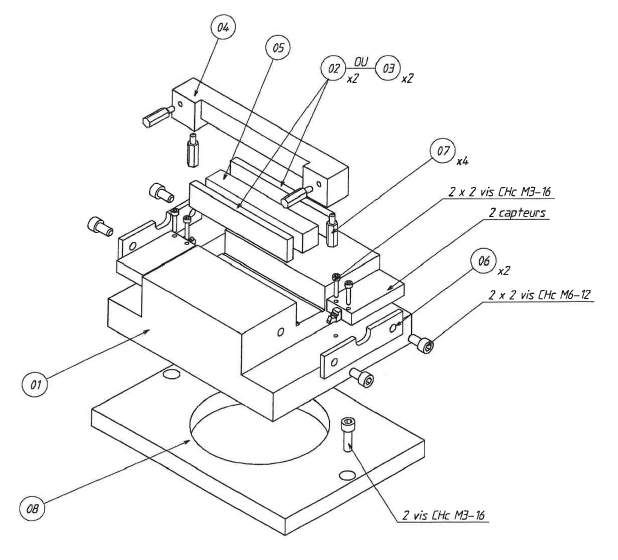 04
05
02 OU 03
x2 x2
07
x4
2 x 2 vis CHc M3-16
2 capteurs
06
x2
2 x 2 vis CHc M6-12
01
08
2 vis CHc M3-16